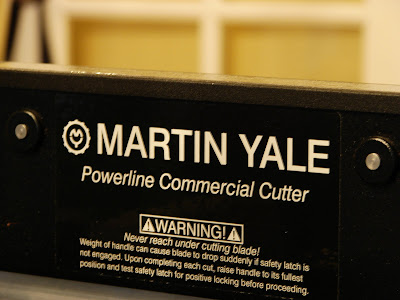 MARTIN YALE
Powerline Commercial Cutter
WARNING!
Never reach under cutting blade!
Weight of handle can cause blade to drop suddenly if safety latch is
not engaged. Upon completing each cut, raise handle to its fullest
position and test safety latch for positive locking before proceeding.